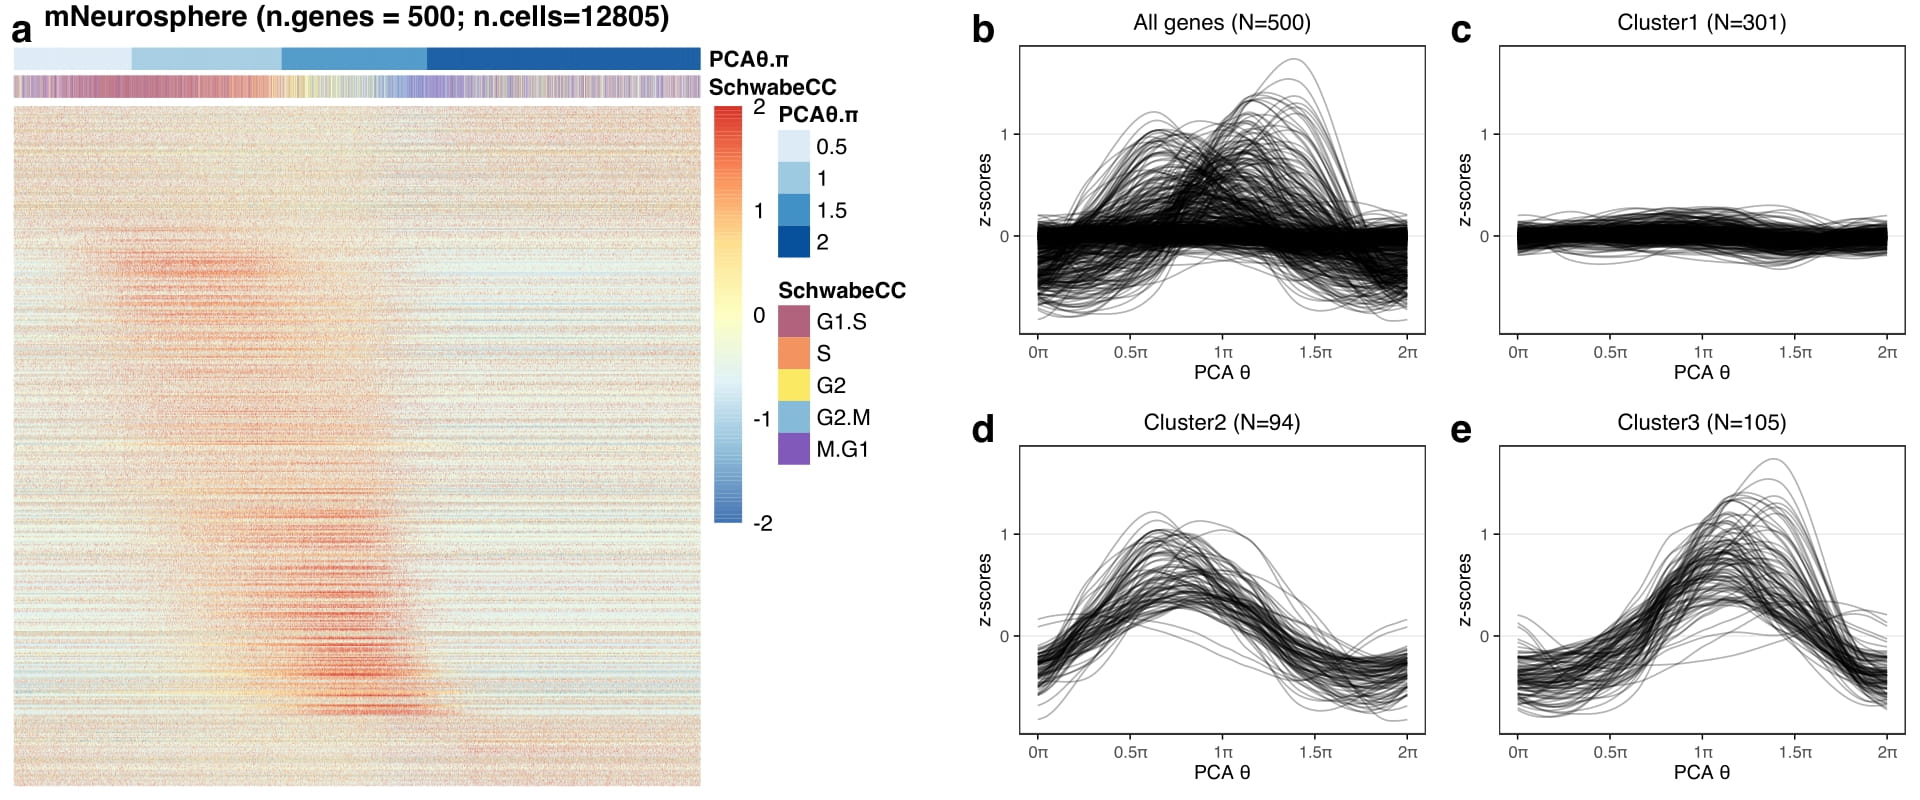 a
mNeurosphere (n.genes = 500; n.cells=12805)
PCAθ.π
SchwabeCC
2
1
0
-1
-2
PCAθ.π
0.5
1
1.5
2
SchwabeCC
G1.S
S
G2
G2.M
M.G1
b
All genes (N=500)
z-scores
1
0
0π 0.5π 1π 1.5π 2π
PCA θ
c
Cluster1 (N=301)
z-scores
1
0
0π 0.5π 1π 1.5π 2π
PCA θ
d
Cluster2 (N=94)
z-scores
1
0
0π 0.5π 1π 1.5π 2π
PCA θ
e
Cluster3 (N=105)
z-scores
1
0
0π 0.5π 1π 1.5π 2π
PCA θ